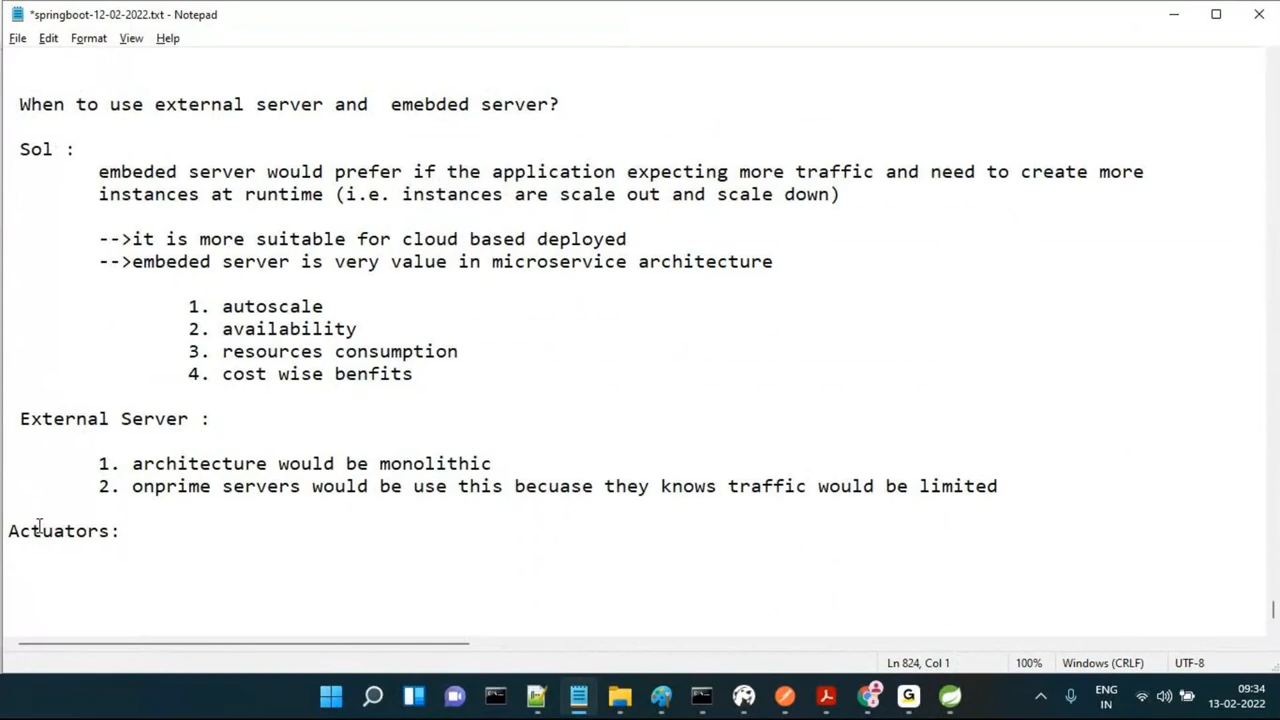 *springboot-12-02-2022.txt - Notepad
File Edit Format View Help
When to use external server and  emebded server?
Sol :
embeded server would prefer if the application expecting more traffic and need to create more
instances at runtime (i.e. instances are scale out and scale down)
-->it is more suitable for cloud based deployed
-->embeded server is very value in microservice architecture
1. autoscale
2. availability
3. resources consumption
4. cost wise benfits
External Server :
1. architecture would be monolithic
2. onprime servers would be use this becuase they knows traffic would be limited
Actuators:
Ln 824, Col 1 100% Windows (CRLF) UTF-8
ENG
IN
09:34
13-02-2022